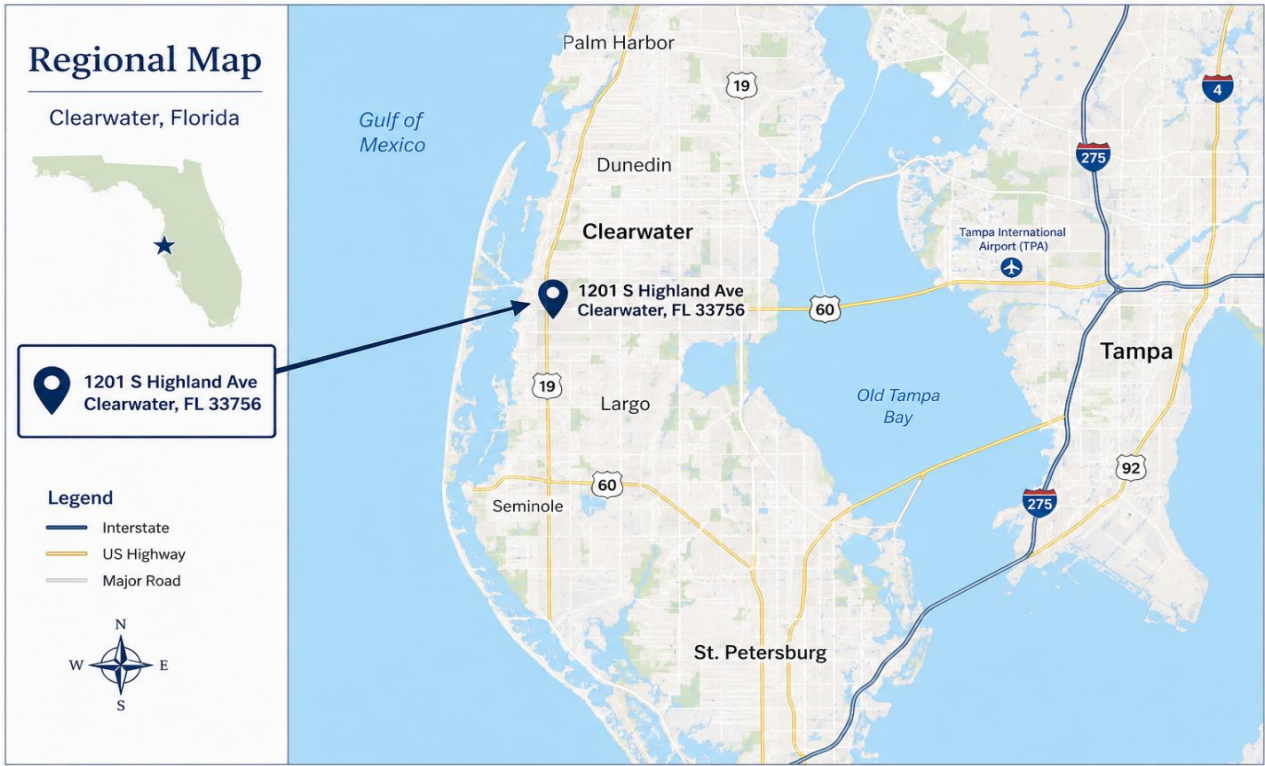 Regional Map
Clearwater, Florida
1201 S Highland Ave
Clearwater, FL 33756
Legend
Interstate
US Highway
Major Road
N
W
E
S
Gulf of
Mexico
Palm Harbor
19
4
275
Dunedin
Clearwater
Tampa International
Airport (TPA)
1201 S Highland Ave
Clearwater, FL 33756
60
Tampa
19
Largo
Old Tampa
Bay
92
60
Seminole
275
St. Petersburg